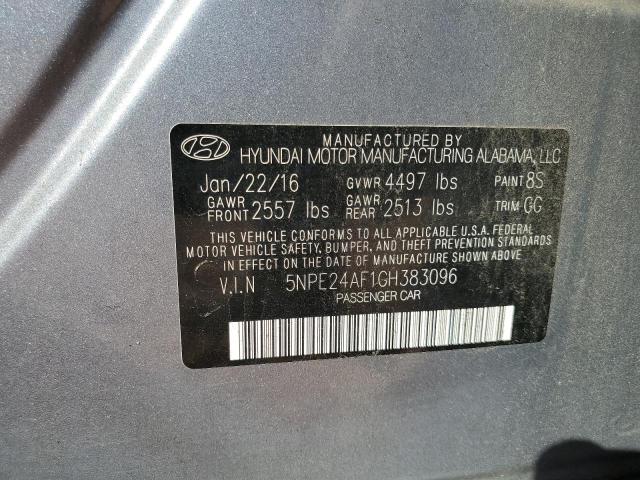 MANUFACTURED BY
HYUNDAI MOTOR MANUFACTURING ALABAMA, LLC
Jan/22/16 GVWR 4497 lbs PAINT 8S
GAWR FRONT 2557 lbs GAWR REAR 2513 lbs TRIM GG
THIS VEHICLE CONFORMS TO ALL APPLICABLE U.S.A. FEDERAL
MOTOR VEHICLE SAFETY, BUMPER, AND THEFT PREVENTION STANDARDS
IN EFFECT ON THE DATE OF MANUFACTURE SHOWN ABOVE.
V.I.N 5NPE24AF1GH383096
PASSENGER CAR